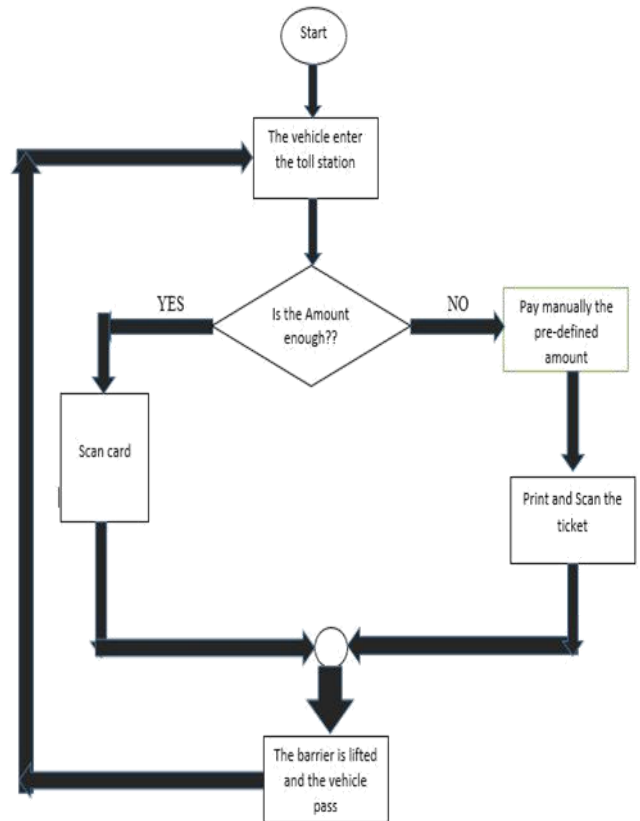 Start
The vehicle enter
the toll station
YES
NO
Is the Amount
enough??
Pay manually the
pre-defined
amount
Scan card
Print and Scan the
ticket
The barrier is lifted
and the vehicle
pass